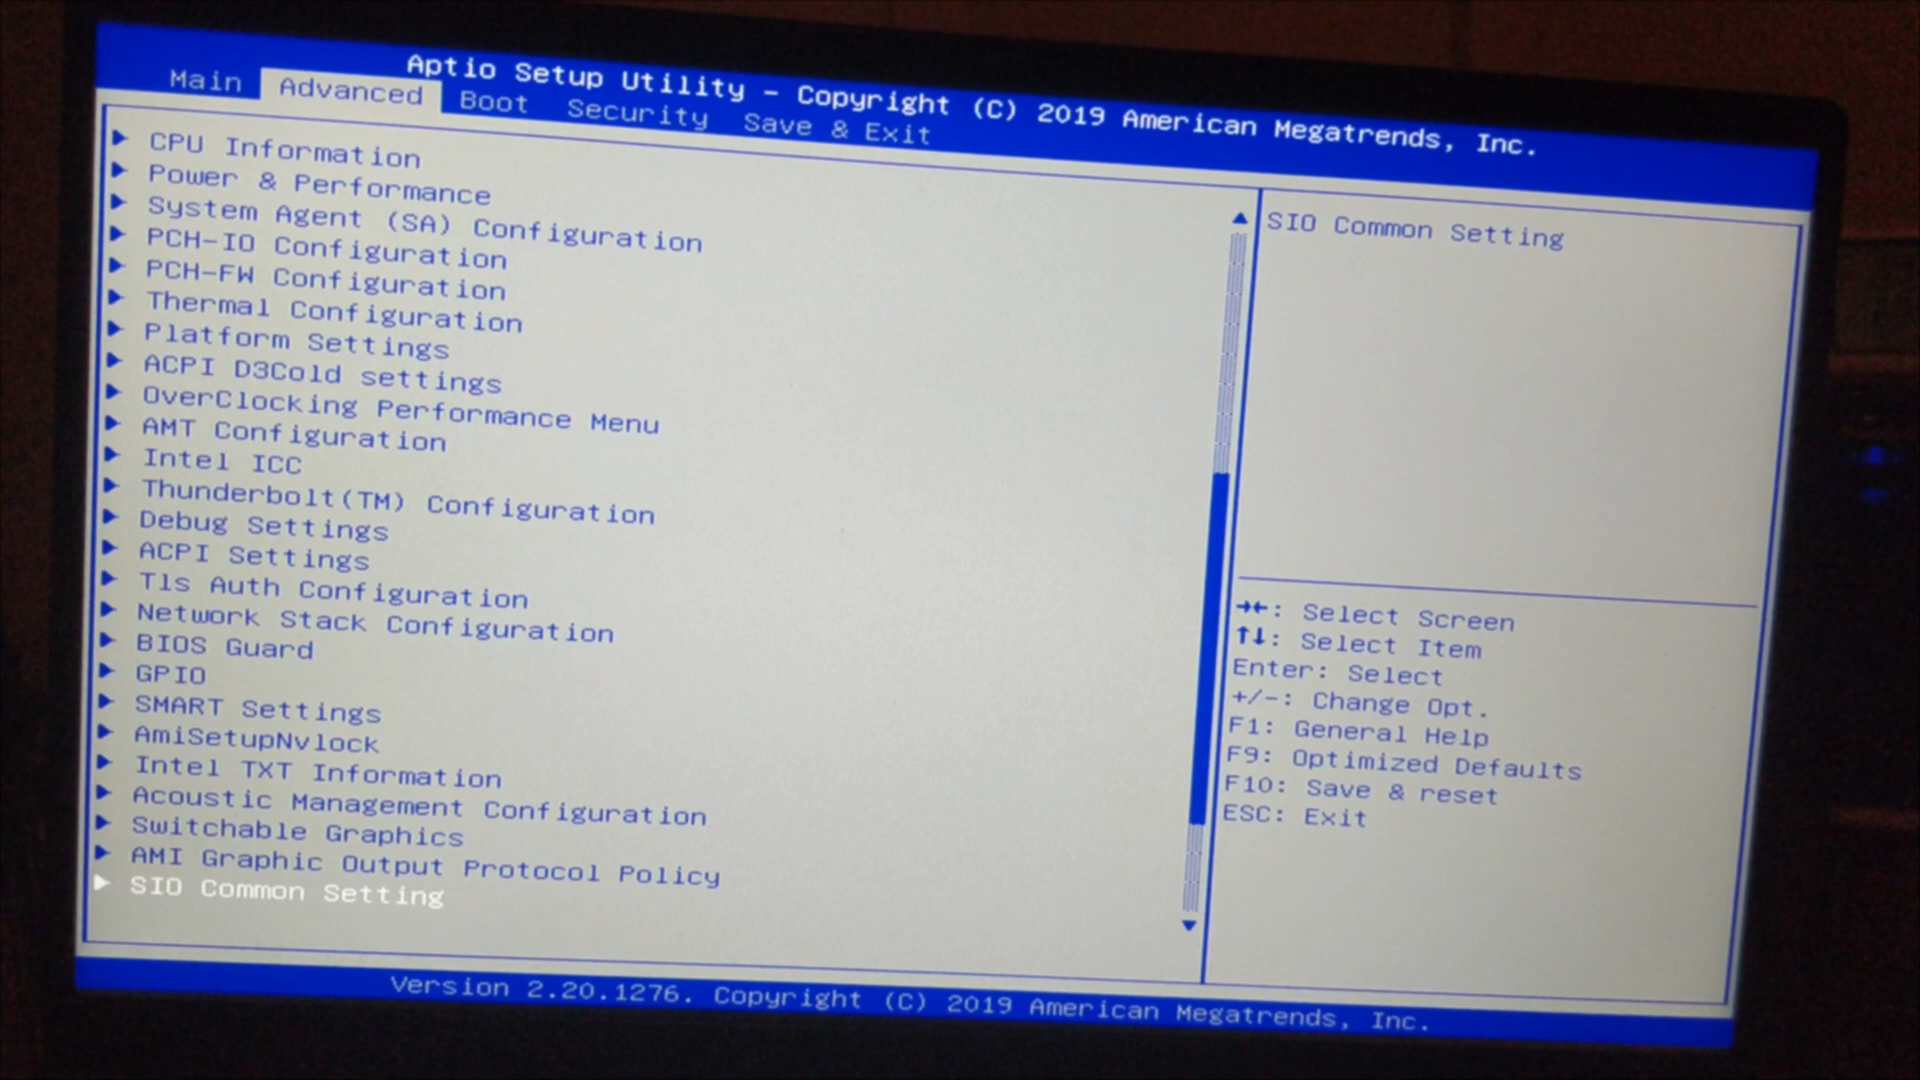 Aptio Setup Utility – Copyright (C) 2019 American Megatrends, Inc.
Main Advanced Boot Security Save & Exit
CPU Information
Power & Performance
System Agent (SA) Configuration
PCH-IO Configuration
PCH-FW Configuration
Thermal Configuration
Platform Settings
ACPI D3Cold settings
OverClocking Performance Menu
AMT Configuration
Intel ICC
Thunderbolt(TM) Configuration
Debug Settings
ACPI Settings
Tls Auth Configuration
Network Stack Configuration
BIOS Guard
GPIO
SMART Settings
AmiSetupNvlock
Intel TXT Information
Acoustic Management Configuration
Switchable Graphics
AMI Graphic Output Protocol Policy
SIO Common Setting
SIO Common Setting
→←: Select Screen
↑↓: Select Item
Enter: Select
+/-: Change Opt.
F1: General Help
F9: Optimized Defaults
F10: Save & reset
ESC: Exit
Version 2.20.1276. Copyright (C) 2019 American Megatrends, Inc.